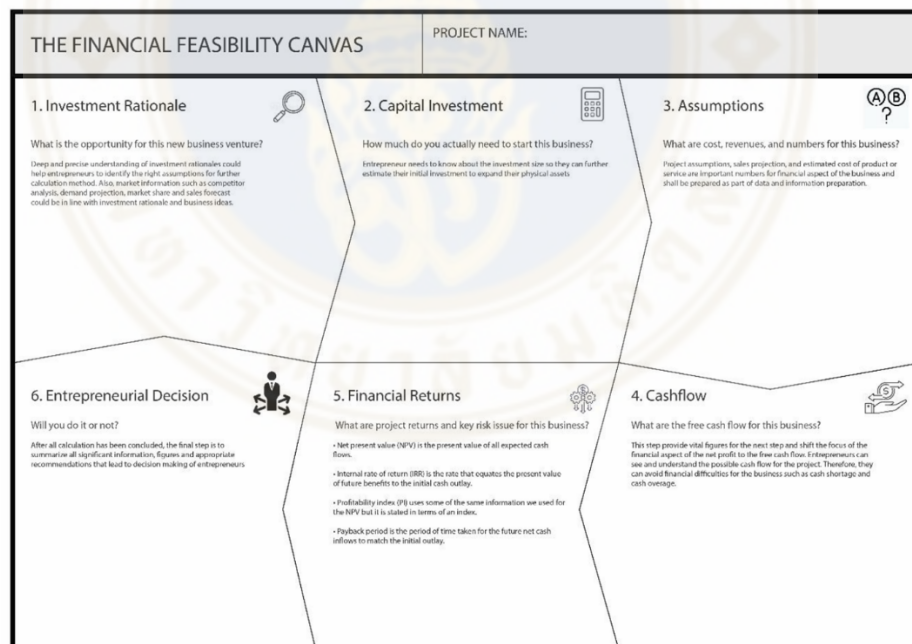 THE FINANCIAL FEASIBILITY CANVAS
PROJECT NAME:
1. Investment Rationale
What is the opportunity for this new business venture?
Deep and precise understanding of investment rationales could
help entrepreneurs to identify the right assumptions for further
calculation method. Also, market information such as competitor
analysis, demand projection, market share and sales forecast
could be in line with investment rationale and business ideas.
2. Capital Investment
How much do you actually need to start this business?
Entrepreneur needs to know about the investment size so they can further
estimate their initial investment to expand their physical assets
3. Assumptions
A B
?
What are cost, revenues, and numbers for this business?
Project assumptions, sales projection, and estimated cost of product or
service are important numbers for financial aspect of the business and
shall be prepared as part of data and information preparation.
6. Entrepreneurial Decision
Will you do it or not?
After all calculation has been concluded, the final step is to
summarize all significant information, figures and appropriate
recommendations that lead to decision making of entrepreneurs
5. Financial Returns
What are project returns and key risk issue for this business?
• Net present value (NPV) is the present value of all expected cash
flows.
• Internal rate of return (IRR) is the rate that equates the present value
of future benefits to the initial cash outlay.
• Profitability index (PI) uses some of the same information we used for
the NPV but it is stated in terms of an index.
• Payback period is the period of time taken for the future net cash
inflows to match the initial outlay.
4. Cashflow
What are the free cash flow for this business?
This step provide vital figures for the next step and shift the focus of the
financial aspect of the net profit to the free cash flow. Entrepreneurs can
see and understand the possible cash flow for the project. Therefore, they
can avoid financial difficulties for the business such as cash shortage and
cash overage.